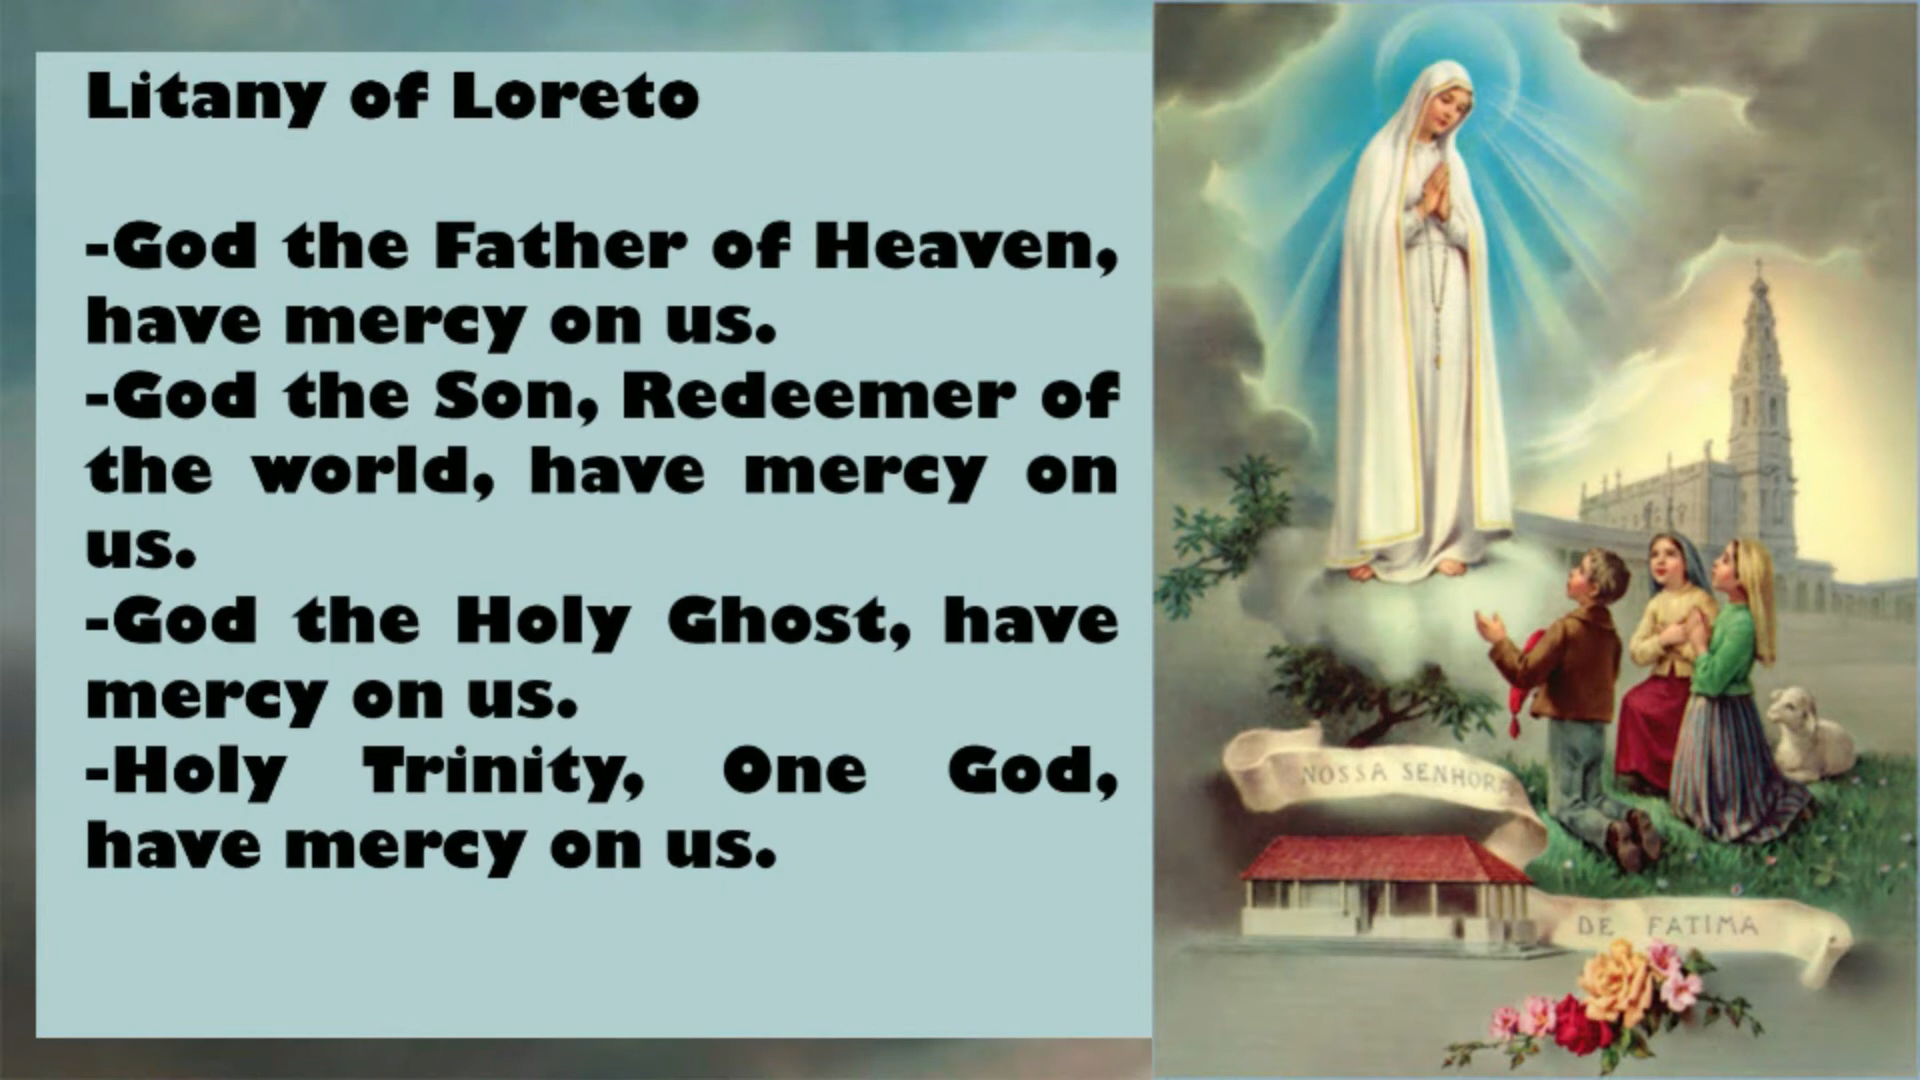 Litany of Loreto
-God the Father of Heaven,
have mercy on us.
-God the Son, Redeemer of
the world, have mercy on
us.
-God the Holy Ghost, have
mercy on us.
-Holy Trinity, One God,
have mercy on us.
NOSSA SENHORA
DE FATIMA